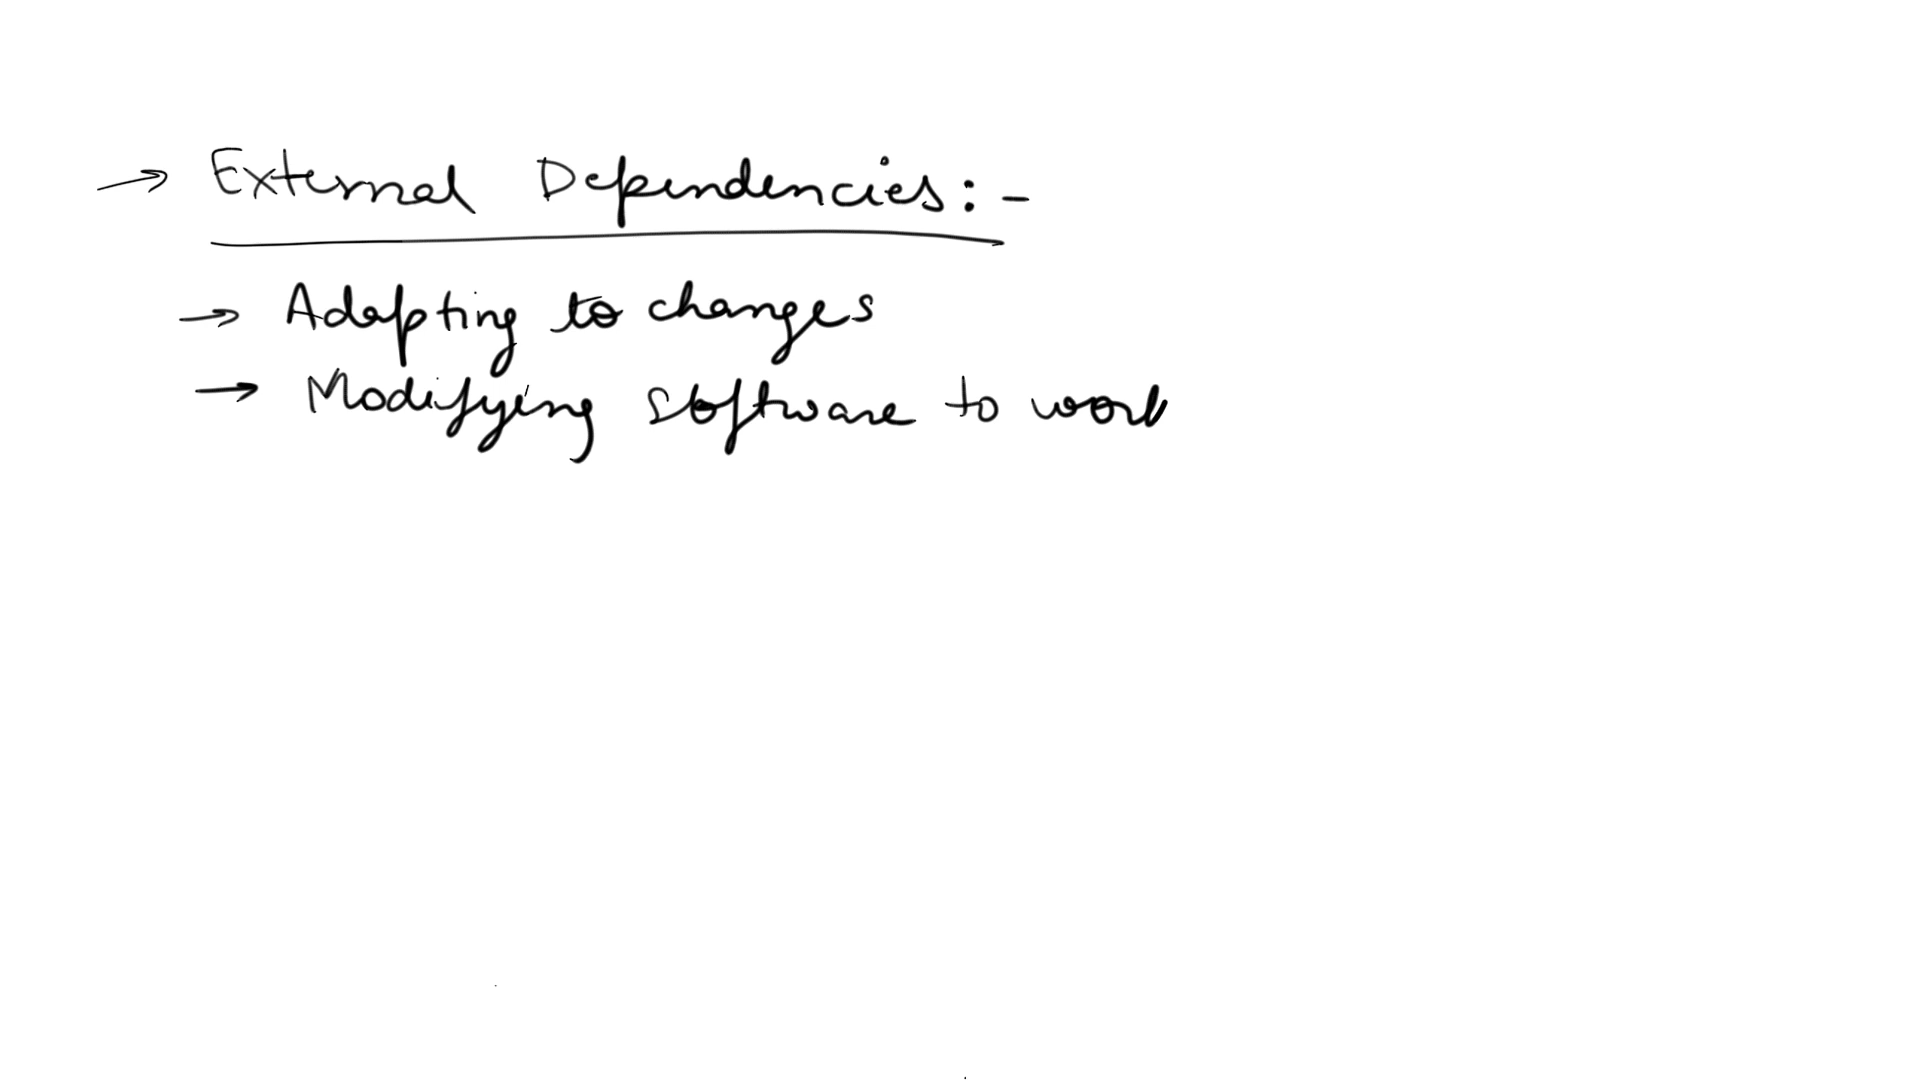 → External Dependencies:-
→ Adapting to changes
→ Modifying software to work